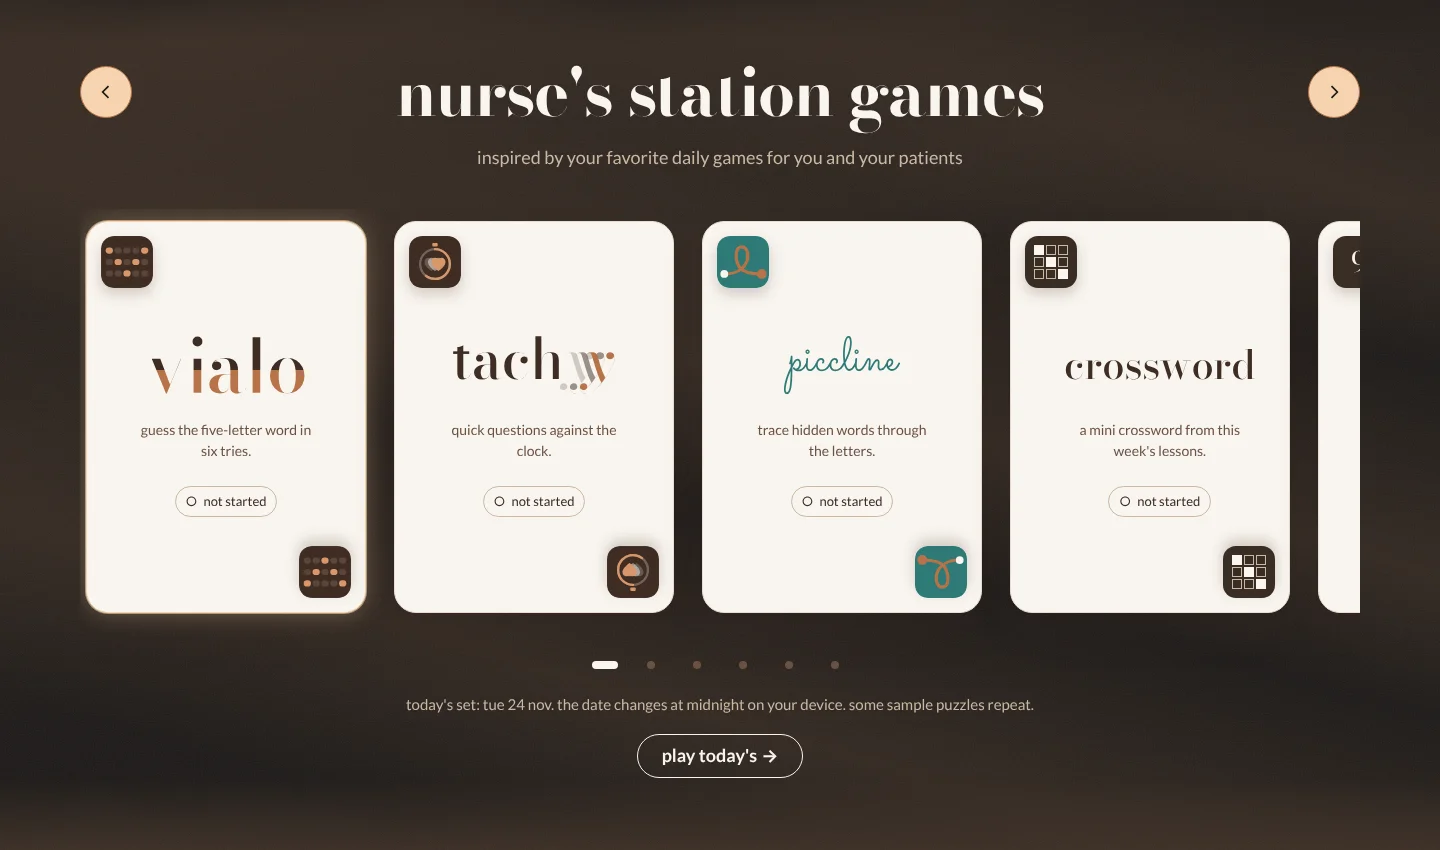 nurse's station games
inspired by your favorite daily games for you and your patients
vialo
guess the five-letter word in
six tries.
not started
tachy
quick questions against the
clock.
not started
piccline
trace hidden words through
the letters.
not started
crossword
a mini crossword from this
week's lessons.
not started
today's set: tue 24 nov. the date changes at midnight on your device. some sample puzzles repeat.
play today's →